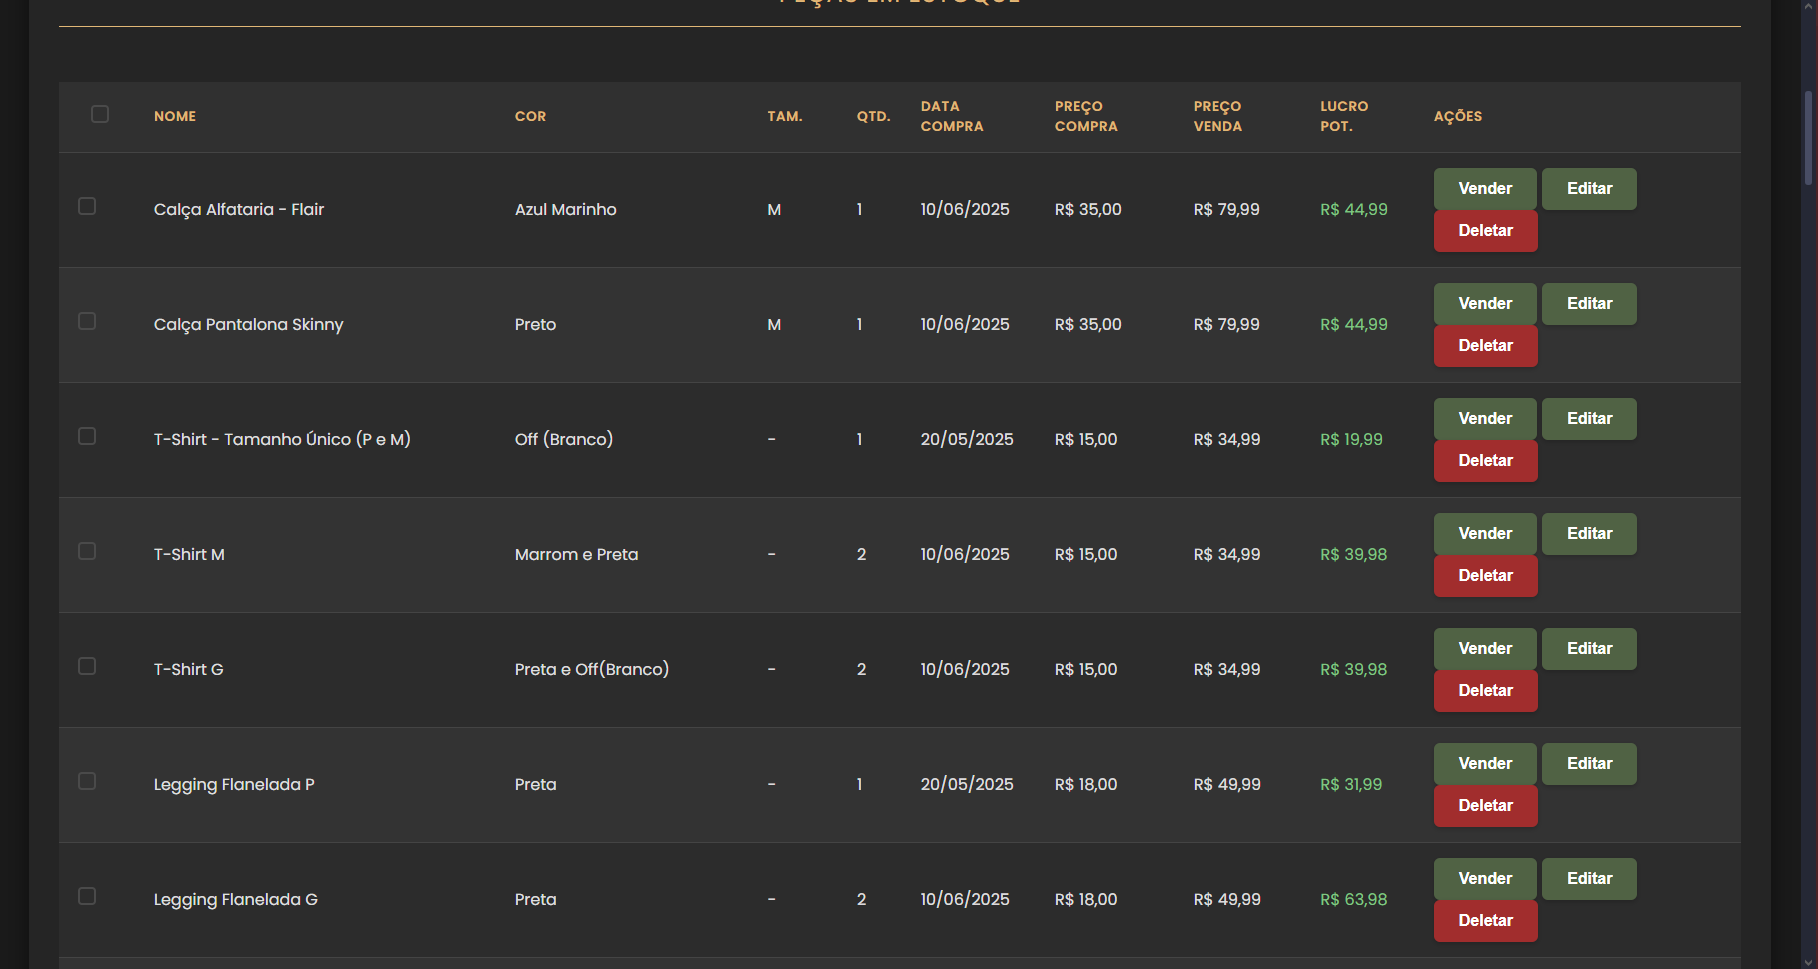 PEÇAS EM ESTOQUE
NOME COR TAM. QTD. DATA COMPRA PREÇO COMPRA PREÇO VENDA LUCRO POT. AÇÕES
Calça Alfataria - Flair Azul Marinho M 1 10/06/2025 R$ 35,00 R$ 79,99 R$ 44,99 Vender Editar
Deletar
Calça Pantalona Skinny Preto M 1 10/06/2025 R$ 35,00 R$ 79,99 R$ 44,99 Vender Editar
Deletar
T-Shirt - Tamanho Único (P e M) Off (Branco) - 1 20/05/2025 R$ 15,00 R$ 34,99 R$ 19,99 Vender Editar
Deletar
T-Shirt M Marrom e Preta - 2 10/06/2025 R$ 15,00 R$ 34,99 R$ 39,98 Vender Editar
Deletar
T-Shirt G Preta e Off(Branco) - 2 10/06/2025 R$ 15,00 R$ 34,99 R$ 39,98 Vender Editar
Deletar
Legging Flanelada P Preta - 1 20/05/2025 R$ 18,00 R$ 49,99 R$ 31,99 Vender Editar
Deletar
Legging Flanelada G Preta - 2 10/06/2025 R$ 18,00 R$ 49,99 R$ 63,98 Vender Editar
Deletar